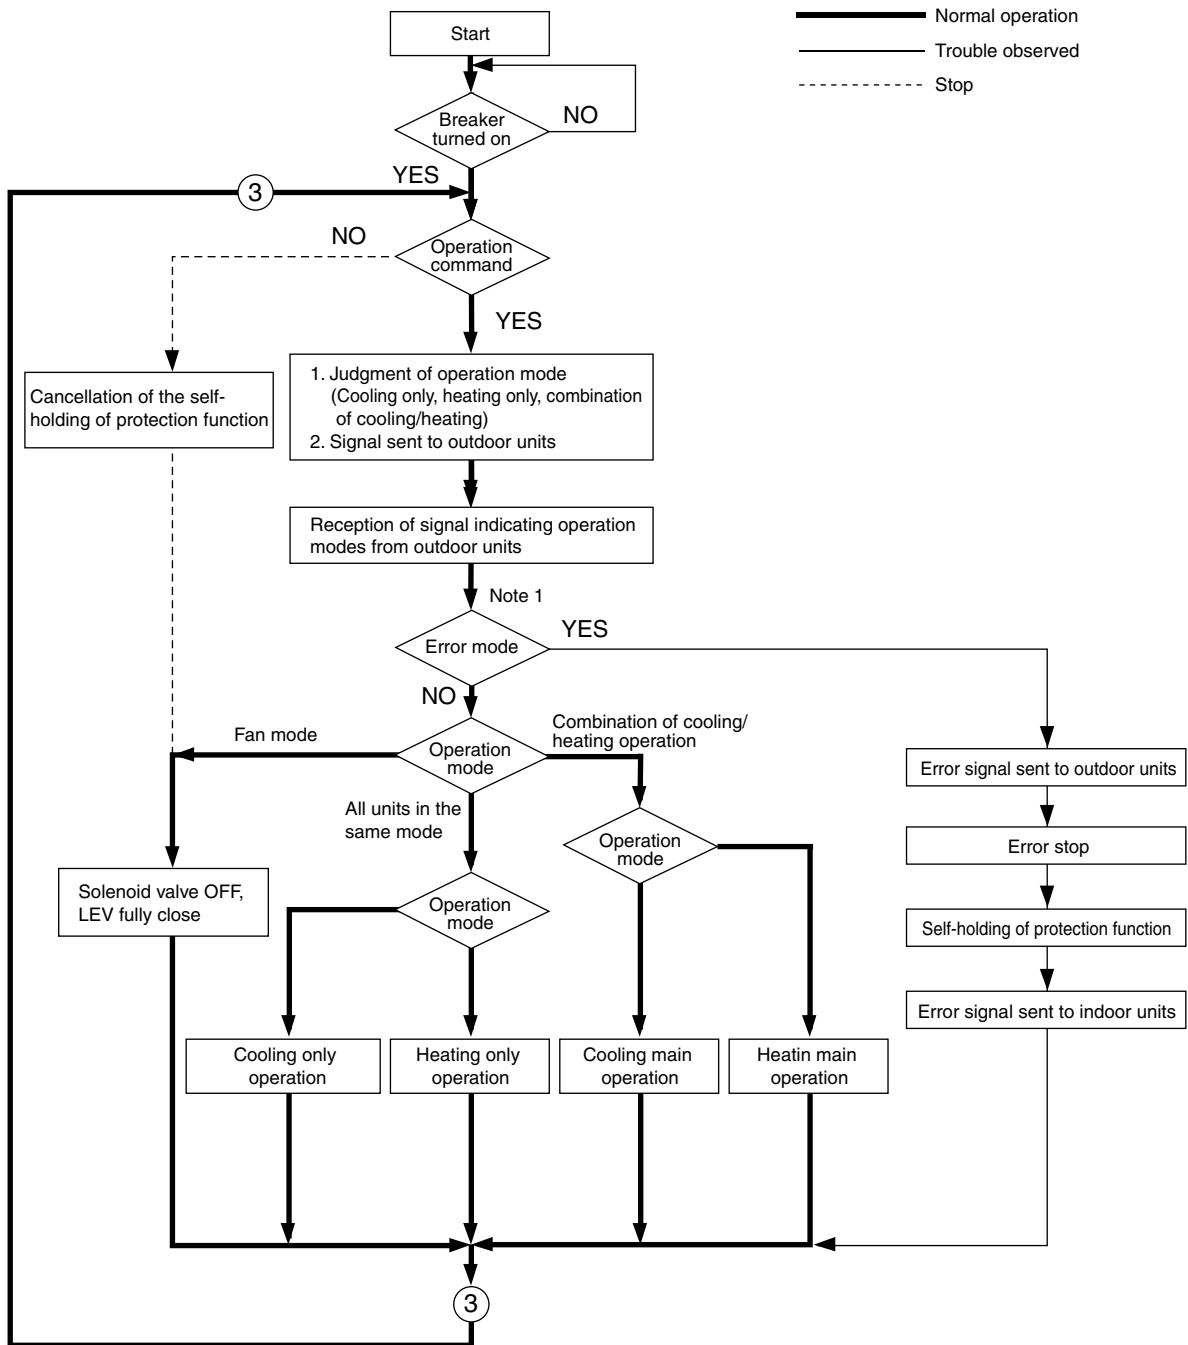 Start
Normal operation
Trouble observed
Stop
Breaker
turned on
NO
YES
3
NO
Operation
command
YES
Cancellation of the self-
holding of protection function
1. Judgment of operation mode
(Cooling only, heating only, combination
of cooling/heating)
2. Signal sent to outdoor units
Reception of signal indicating operation
modes from outdoor units
Note 1
Error mode
YES
NO
Fan mode
Operation
mode
Combination of cooling/
heating operation
All units in the
same mode
Operation
mode
Error signal sent to outdoor units
Error stop
Solenoid valve OFF,
LEV fully close
Operation
mode
Self-holding of protection function
Error signal sent to indoor units
Cooling only
operation
Heating only
operation
Cooling main
operation
Heatin main
operation
3